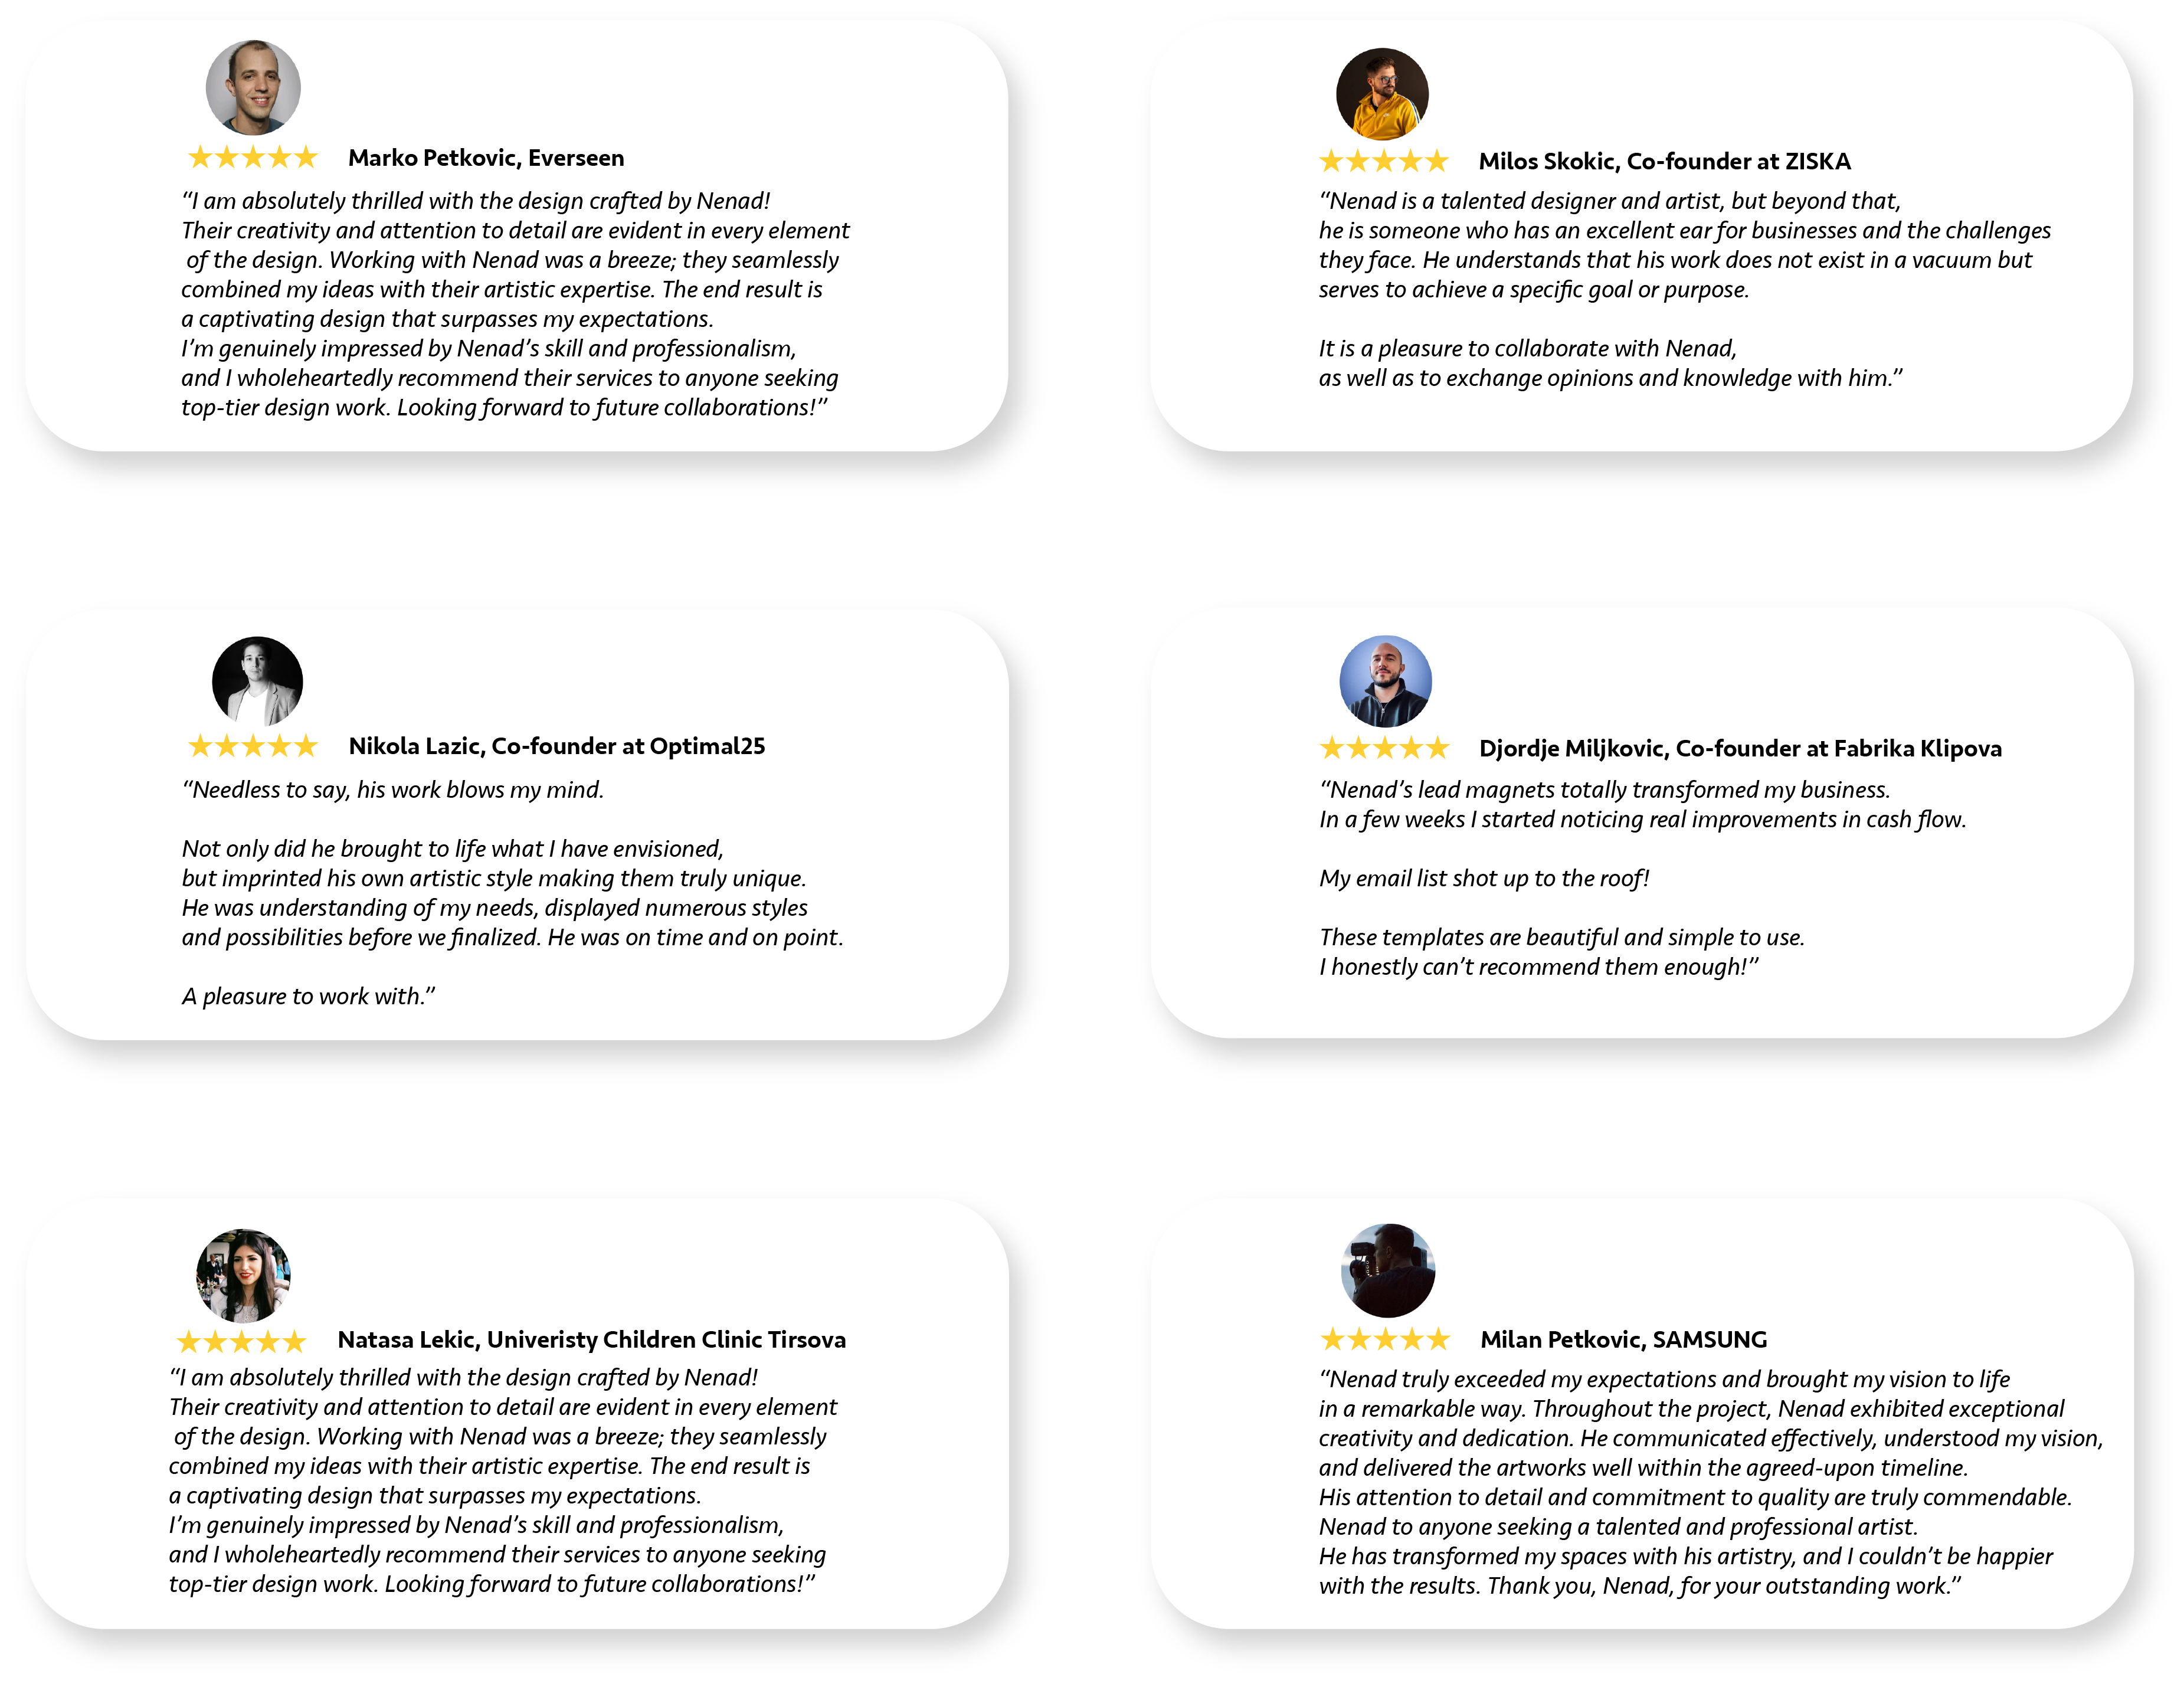 Marko Petkovic, Everseen
“I am absolutely thrilled with the design crafted by Nenad!
Their creativity and attention to detail are evident in every element
of the design. Working with Nenad was a breeze; they seamlessly
combined my ideas with their artistic expertise. The end result is
a captivating design that surpasses my expectations.
I’m genuinely impressed by Nenad’s skill and professionalism,
and I wholeheartedly recommend their services to anyone seeking
top-tier design work. Looking forward to future collaborations!”
Milos Skokic, Co-founder at ZISKA
“Nenad is a talented designer and artist, but beyond that,
he is someone who has an excellent ear for businesses and the challenges
they face. He understands that his work does not exist in a vacuum but
serves to achieve a specific goal or purpose.
It is a pleasure to collaborate with Nenad,
as well as to exchange opinions and knowledge with him.”
Nikola Lazic, Co-founder at Optimal25
“Needless to say, his work blows my mind.
Not only did he brought to life what I have envisioned,
but imprinted his own artistic style making them truly unique.
He was understanding of my needs, displayed numerous styles
and possibilities before we finalized. He was on time and on point.
A pleasure to work with.”
Djordje Miljkovic, Co-founder at Fabrika Klipova
“Nenad’s lead magnets totally transformed my business.
In a few weeks I started noticing real improvements in cash flow.
My email list shot up to the roof!
These templates are beautiful and simple to use.
I honestly can’t recommend them enough!”
Natasa Lekic, Univeristy Children Clinic Tirsova
“I am absolutely thrilled with the design crafted by Nenad!
Their creativity and attention to detail are evident in every element
of the design. Working with Nenad was a breeze; they seamlessly
combined my ideas with their artistic expertise. The end result is
a captivating design that surpasses my expectations.
I’m genuinely impressed by Nenad’s skill and professionalism,
and I wholeheartedly recommend their services to anyone seeking
top-tier design work. Looking forward to future collaborations!”
Milan Petkovic, SAMSUNG
“Nenad truly exceeded my expectations and brought my vision to life
in a remarkable way. Throughout the project, Nenad exhibited exceptional
creativity and dedication. He communicated effectively, understood my vision,
and delivered the artworks well within the agreed-upon timeline.
His attention to detail and commitment to quality are truly commendable.
Nenad to anyone seeking a talented and professional artist.
He has transformed my spaces with his artistry, and I couldn’t be happier
with the results. Thank you, Nenad, for your outstanding work.”